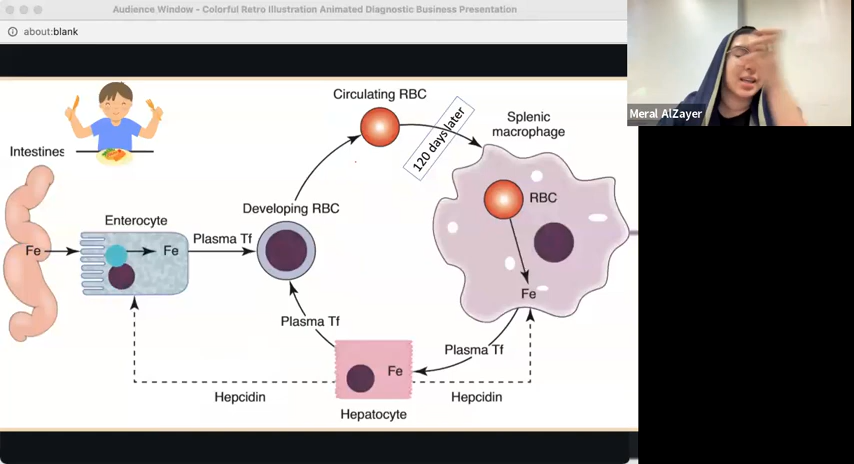 Audience Window - Colorful Retro Illustration Animated Diagnostic Business Presentation
about:blank
Meral AlZayer
Circulating RBC
120 days later
Splenic
macrophage
Intestines
RBC
Developing RBC
Enterocyte
Fe
Fe
Plasma Tf
Fe
Plasma Tf
Plasma Tf
Fe
Hepcidin
Hepcidin
Hepatocyte